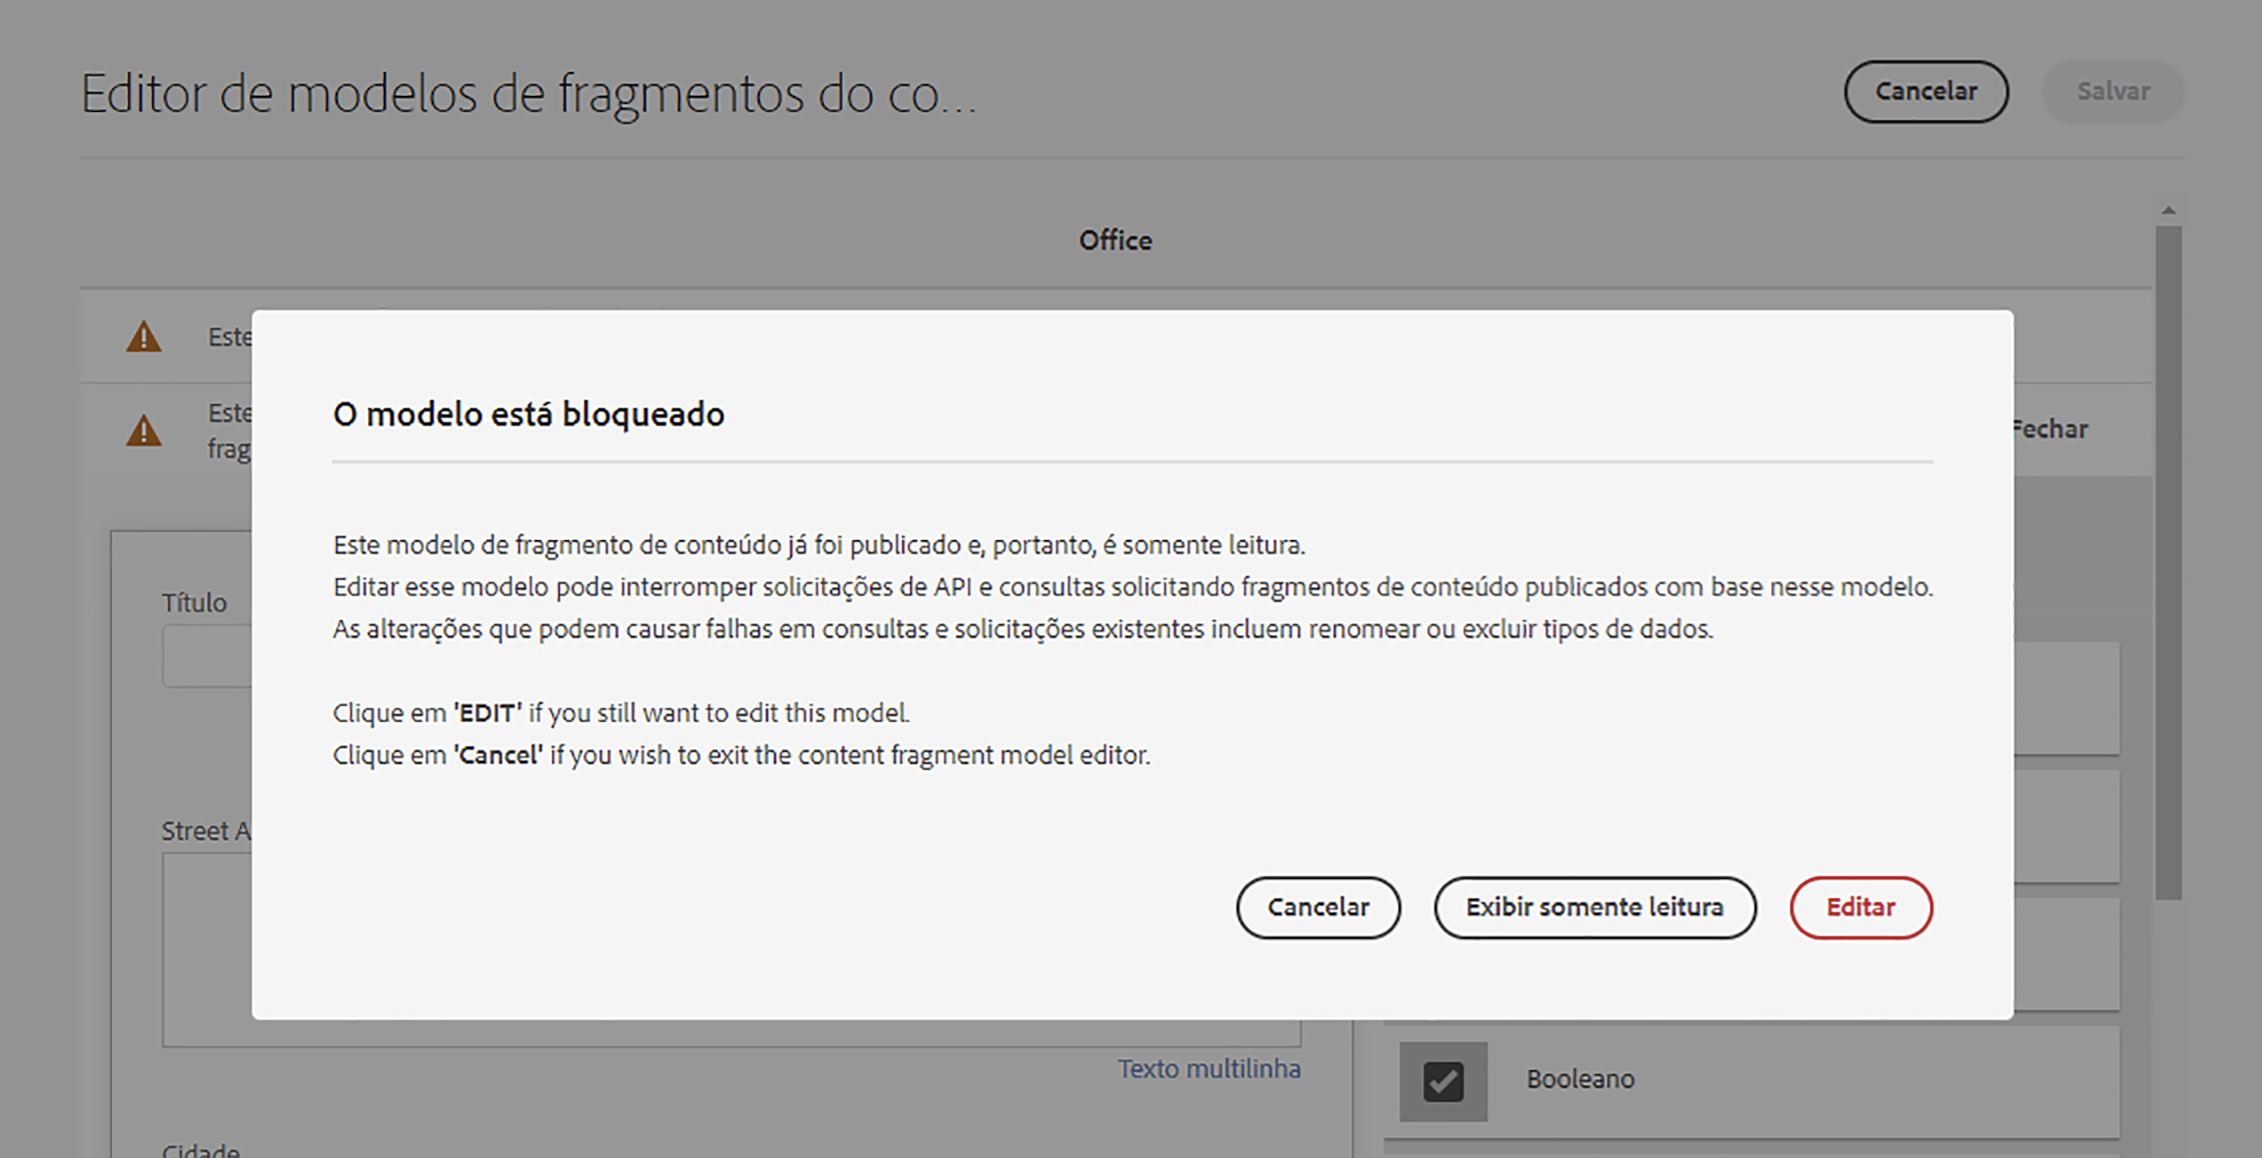 Editor de modelos de fragmentos do co...
Cancelar
Salvar
Office
Este
Este
frag
Fechar
O modelo está bloqueado
Este modelo de fragmento de conteúdo já foi publicado e, portanto, é somente leitura.
Editar esse modelo pode interromper solicitações de API e consultas solicitando fragmentos de conteúdo publicados com base nesse modelo.
As alterações que podem causar falhas em consultas e solicitações existentes incluem renomear ou excluir tipos de dados.
Clique em 'EDIT' if you still want to edit this model.
Clique em 'Cancel' if you wish to exit the content fragment model editor.
Cancelar
Exibir somente leitura
Editar
Título
Street A
Texto multilinha
Booleano
Cidade